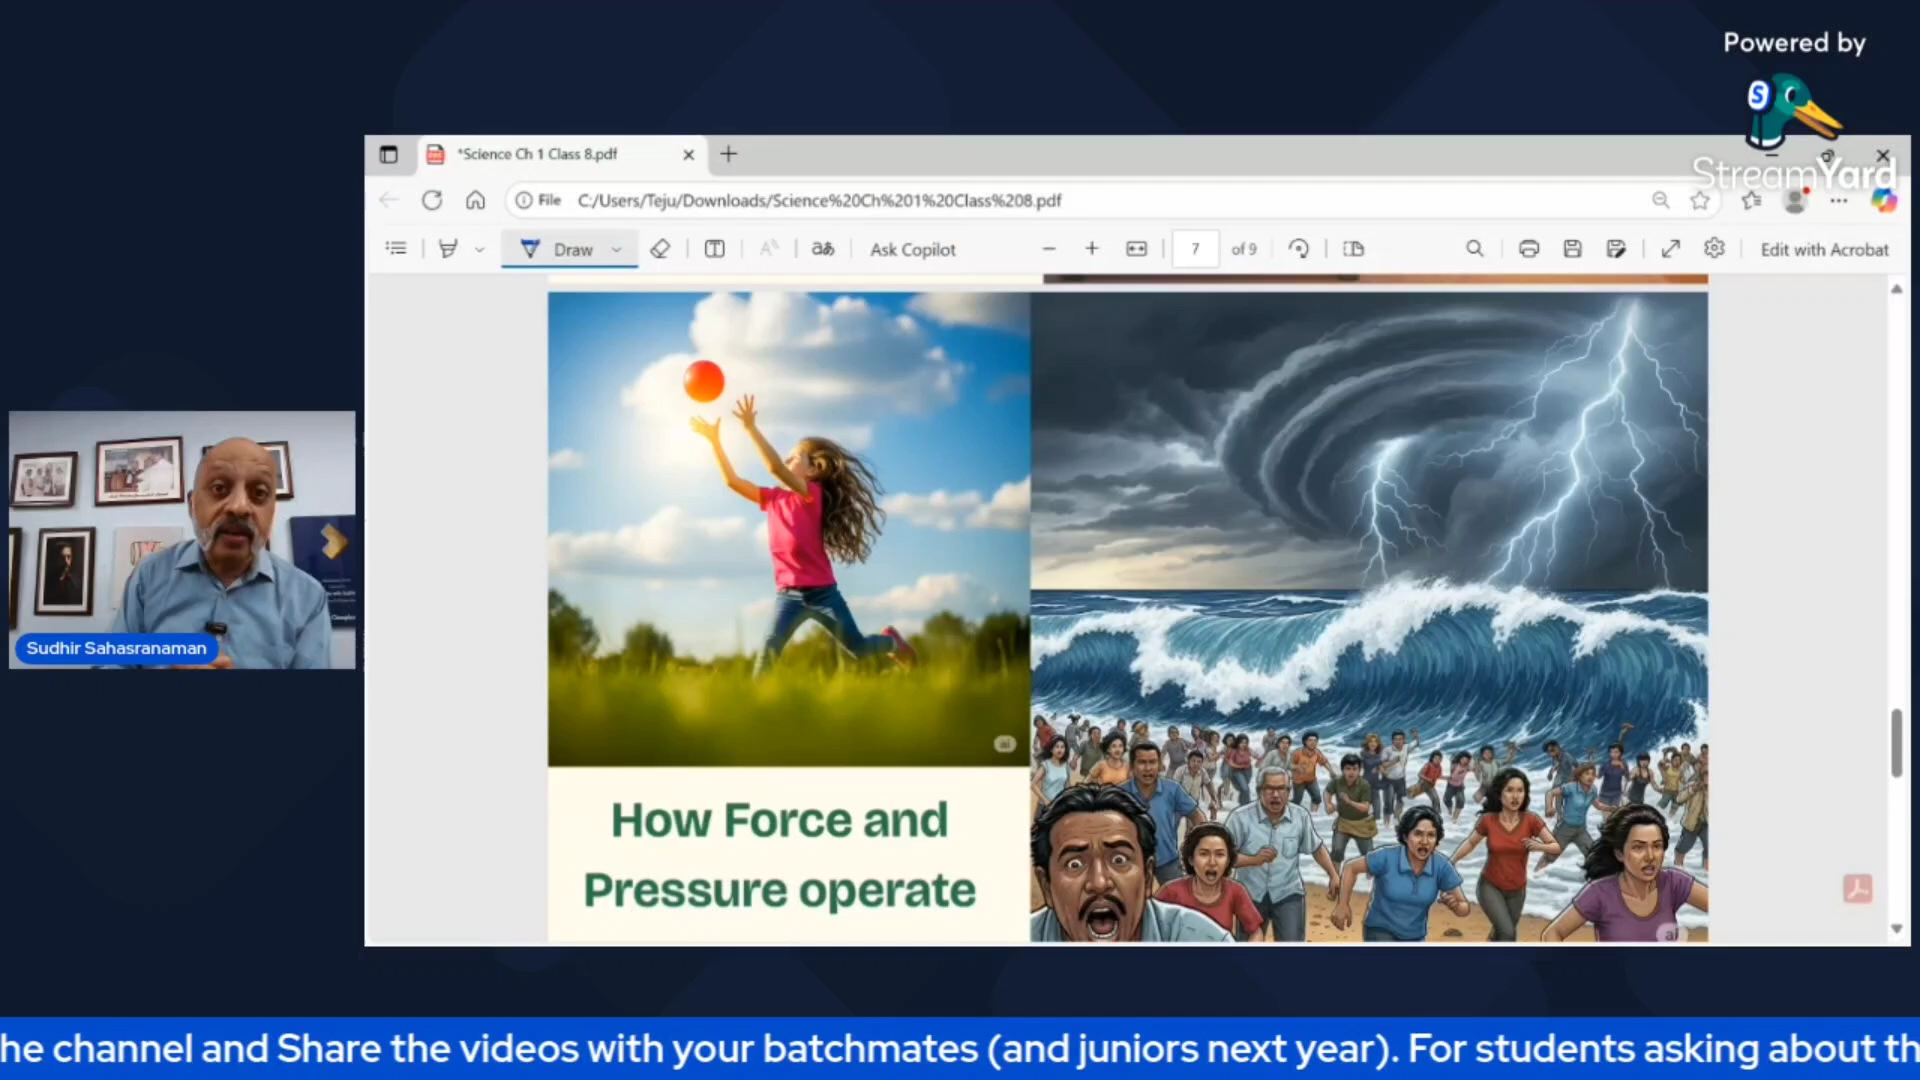 Powered by
StreamYard
*Science Ch 1 Class 8.pdf
File C:/Users/Teju/Downloads/Science%20Ch%201%20Class%208.pdf
Draw
Ask Copilot
7 of 9
Edit with Acrobat
How Force and
Pressure operate
ai
ai
Sudhir Sahasranaman
he channel and Share the videos with your batchmates (and juniors next year). For students asking about th